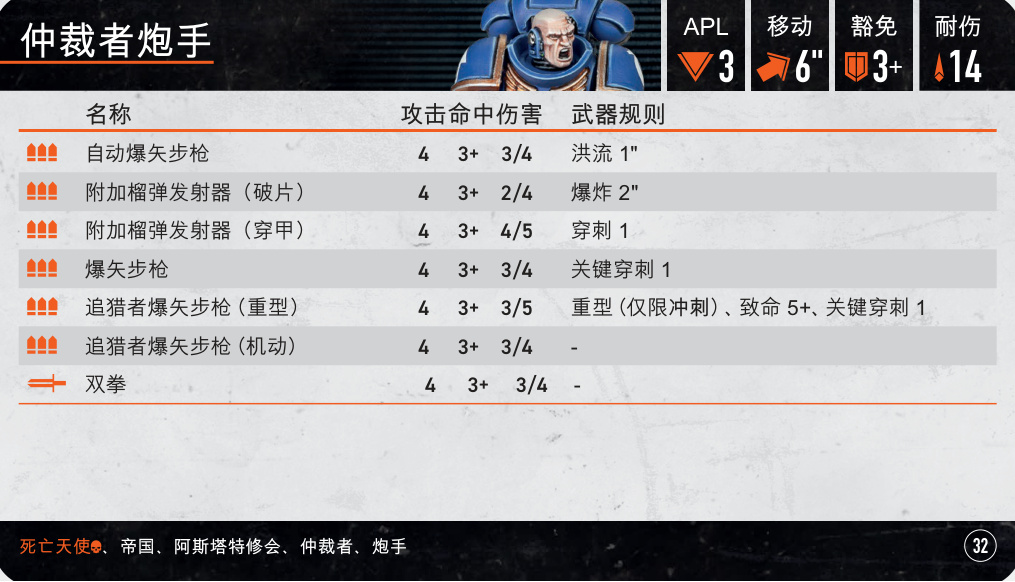 仲裁者炮手
APL 移动 豁免 耐伤
3 6" 3+ 14
名称 攻击 命中 伤害 武器规则
自动爆矢步枪 4 3+ 3/4 洪流 1"
附加榴弹发射器（破片） 4 3+ 2/4 爆炸 2"
附加榴弹发射器（穿甲） 4 3+ 4/5 穿刺 1
爆矢步枪 4 3+ 3/4 关键穿刺 1
追猎者爆矢步枪（重型） 4 3+ 3/5 重型（仅限冲刺）、致命 5+、关键穿刺 1
追猎者爆矢步枪（机动） 4 3+ 3/4 -
双拳 4 3+ 3/4 -
死亡天使、帝国、阿斯塔特修会、仲裁者、炮手 32